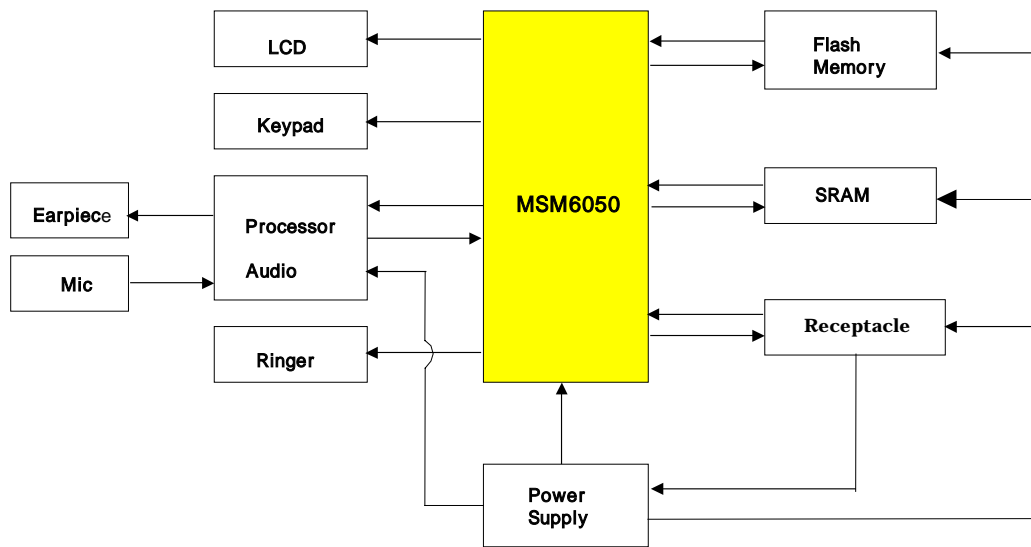 LCD
Flash
Memory
Keypad
MSM6050
SRAM
Earpiece
Processor
Audio
Mic
Receptacle
Ringer
Power
Supply